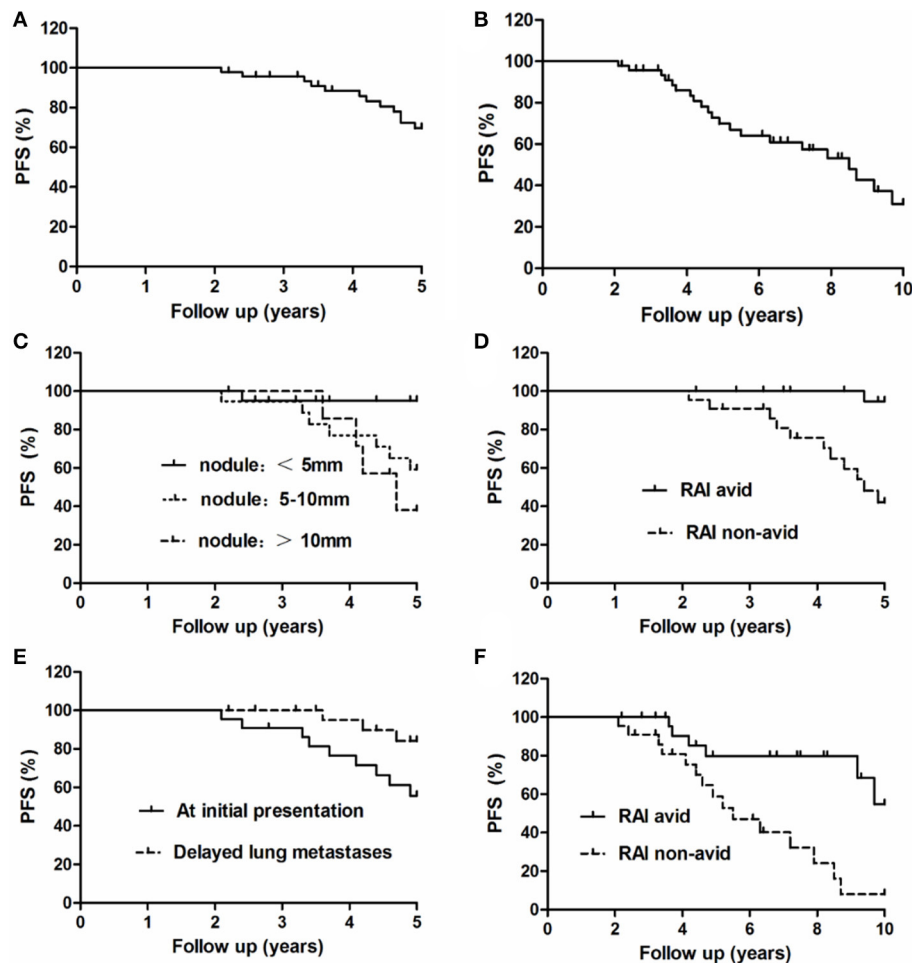 A
120
100
80
60
40
20
0
PFS (%)
0 1 2 3 4 5
Follow up (years)
B
120
100
80
60
40
20
0
PFS (%)
0 2 4 6 8 10
Follow up (years)
C
120
100
80
60
40
20
0
PFS (%)
nodule: < 5mm
nodule: 5-10mm
nodule: > 10mm
0 1 2 3 4 5
Follow up (years)
D
120
100
80
60
40
20
0
PFS (%)
RAI avid
RAI non-avid
0 1 2 3 4 5
Follow up (years)
E
120
100
80
60
40
20
0
PFS (%)
At initial presentation
Delayed lung metastases
0 1 2 3 4 5
Follow up (years)
F
120
100
80
60
40
20
0
PFS (%)
RAI avid
RAI non-avid
0 2 4 6 8 10
Follow up (years)